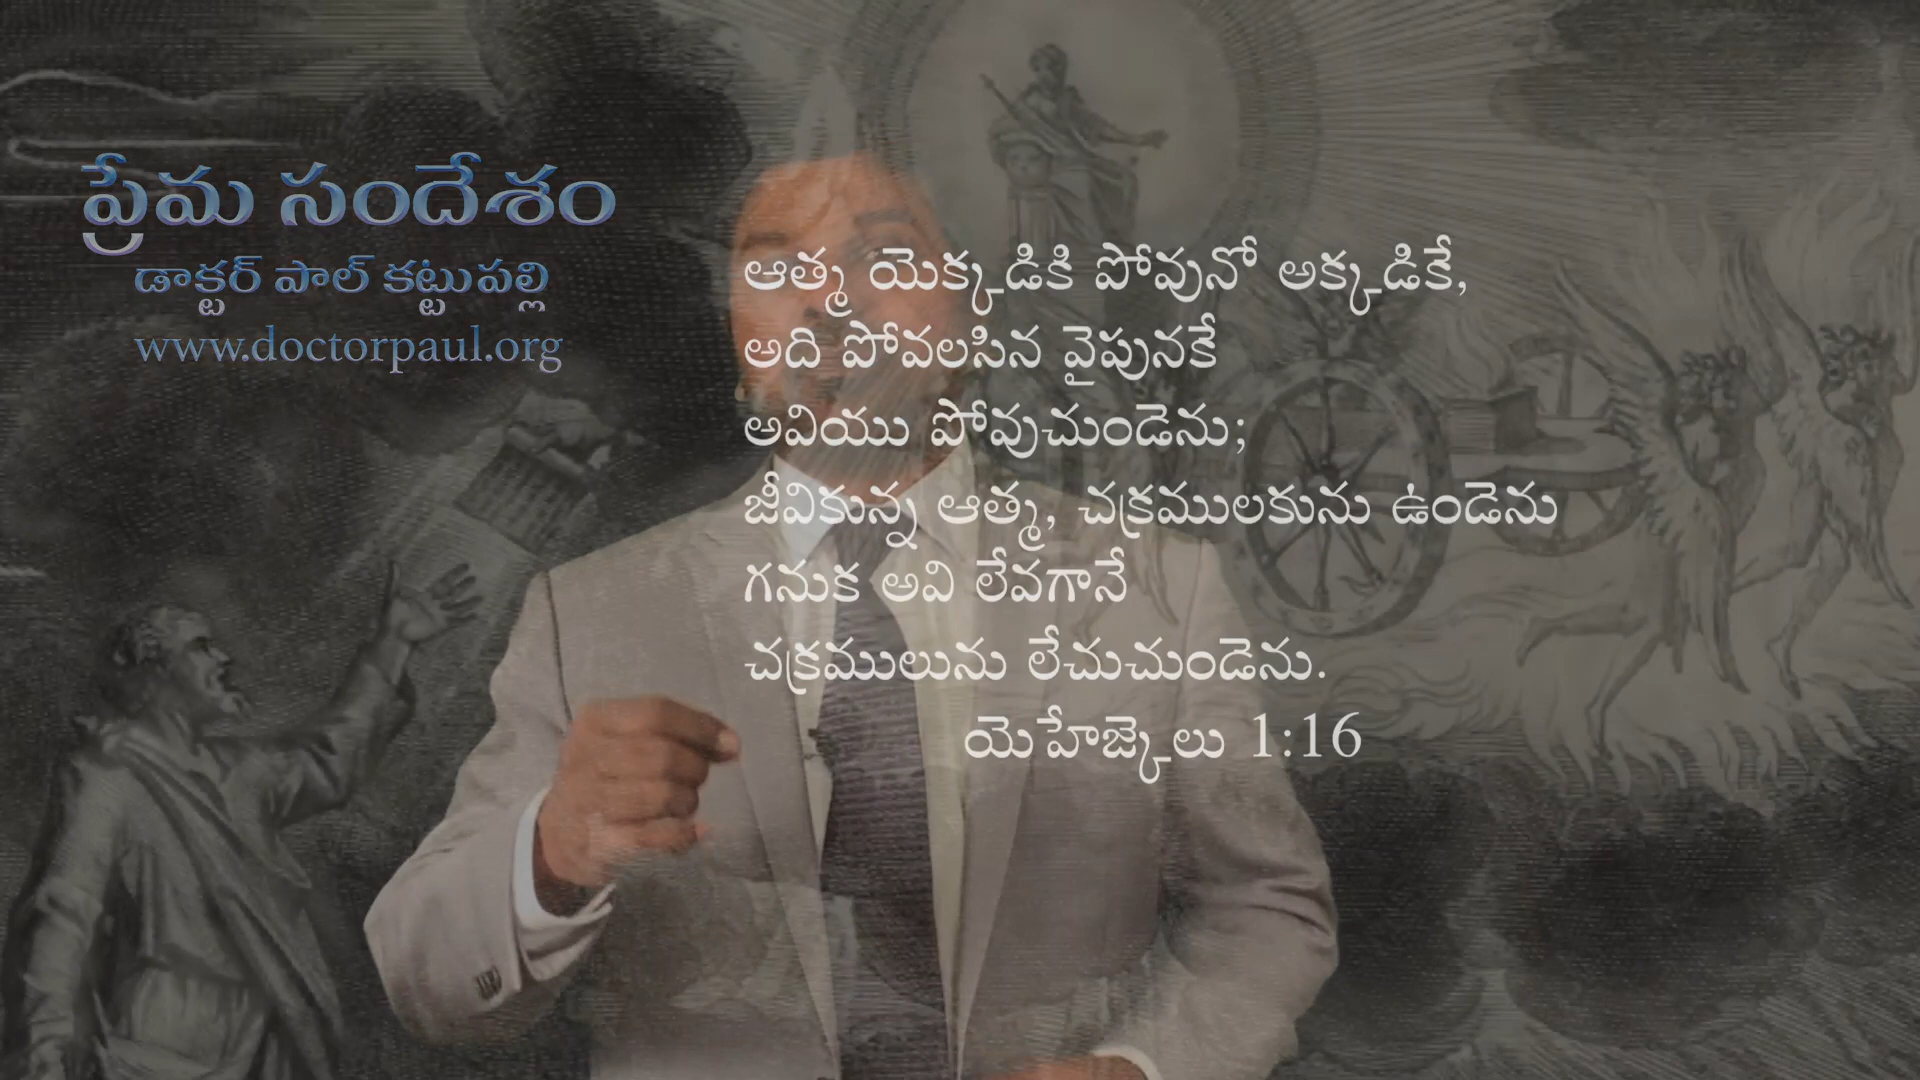 ప్రేమ సందేశం
డాక్టర్ పాల్ కట్టుపల్లి
www.doctorpaul.org
ఆత్మ యెక్కడికి పోవునో అక్కడికే,
అది పోవలసిన వైపునకే
అవియు పోవుచుండెను;
జీవికున్న ఆత్మ, చక్రములకును ఉండెను
గనుక అవి లేవగానే
చక్రములును లేచుచుండెను.
యెహేజ్కెలు 1:16